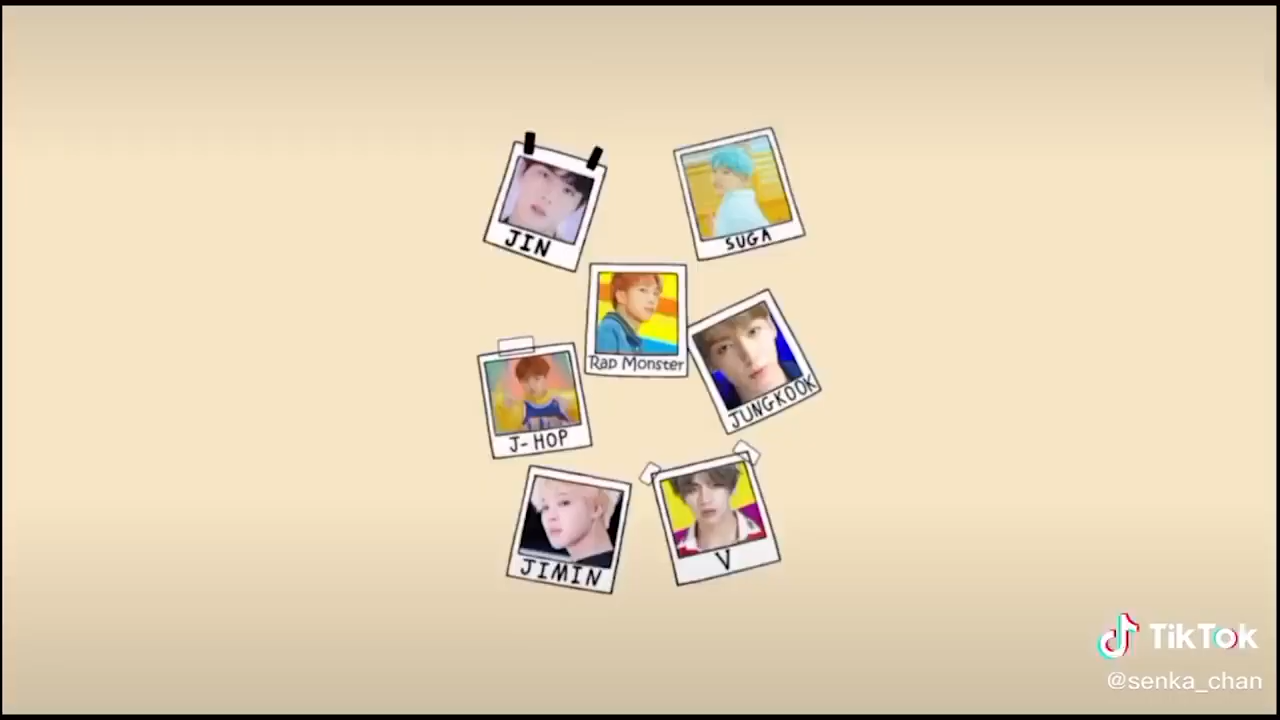 JIN
SUGA
Rap Monster
JUNGKOOK
J-HOP
JIMIN
V
TikTok
@senka_chan